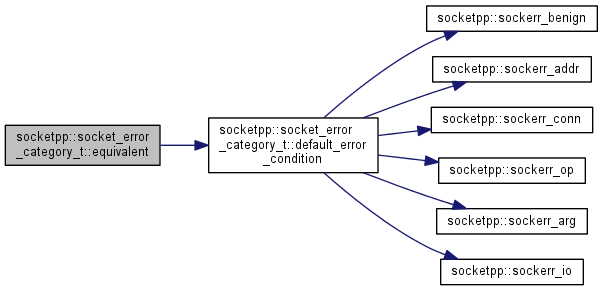 socketpp::socket_error
_category_t::equivalent
socketpp::socket_error
_category_t::default_error
_condition
socketpp::sockerr_benign
socketpp::sockerr_addr
socketpp::sockerr_conn
socketpp::sockerr_op
socketpp::sockerr_arg
socketpp::sockerr_io